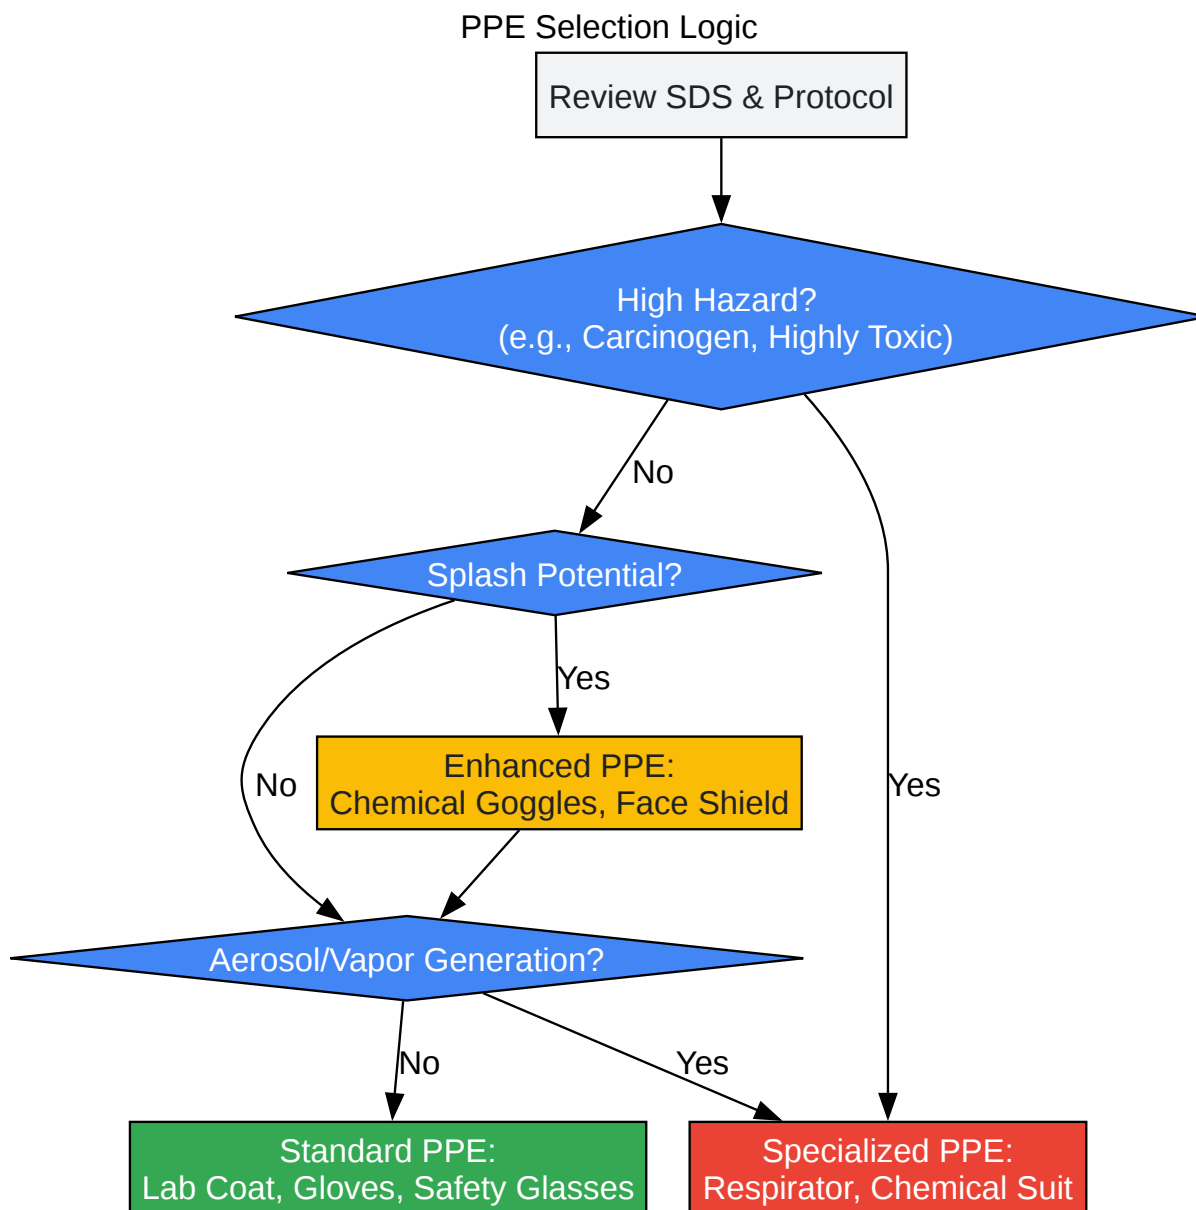 PPE Selection Logic
Review SDS & Protocol
High Hazard?
(e.g., Carcinogen, Highly Toxic)
No
Splash Potential?
Yes
No
Enhanced PPE:
Chemical Goggles, Face Shield
Yes
Aerosol/Vapor Generation?
No
Yes
Standard PPE:
Lab Coat, Gloves, Safety Glasses
Specialized PPE:
Respirator, Chemical Suit